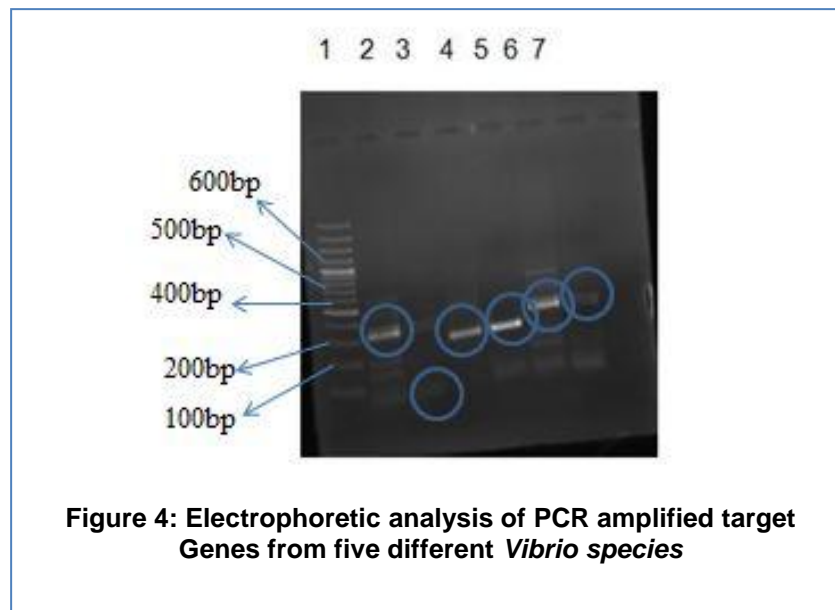 1 2 3 4 5 6 7
600bp
500bp
400bp
200bp
100bp
Figure 4: Electrophoretic analysis of PCR amplified target
Genes from five different Vibrio species